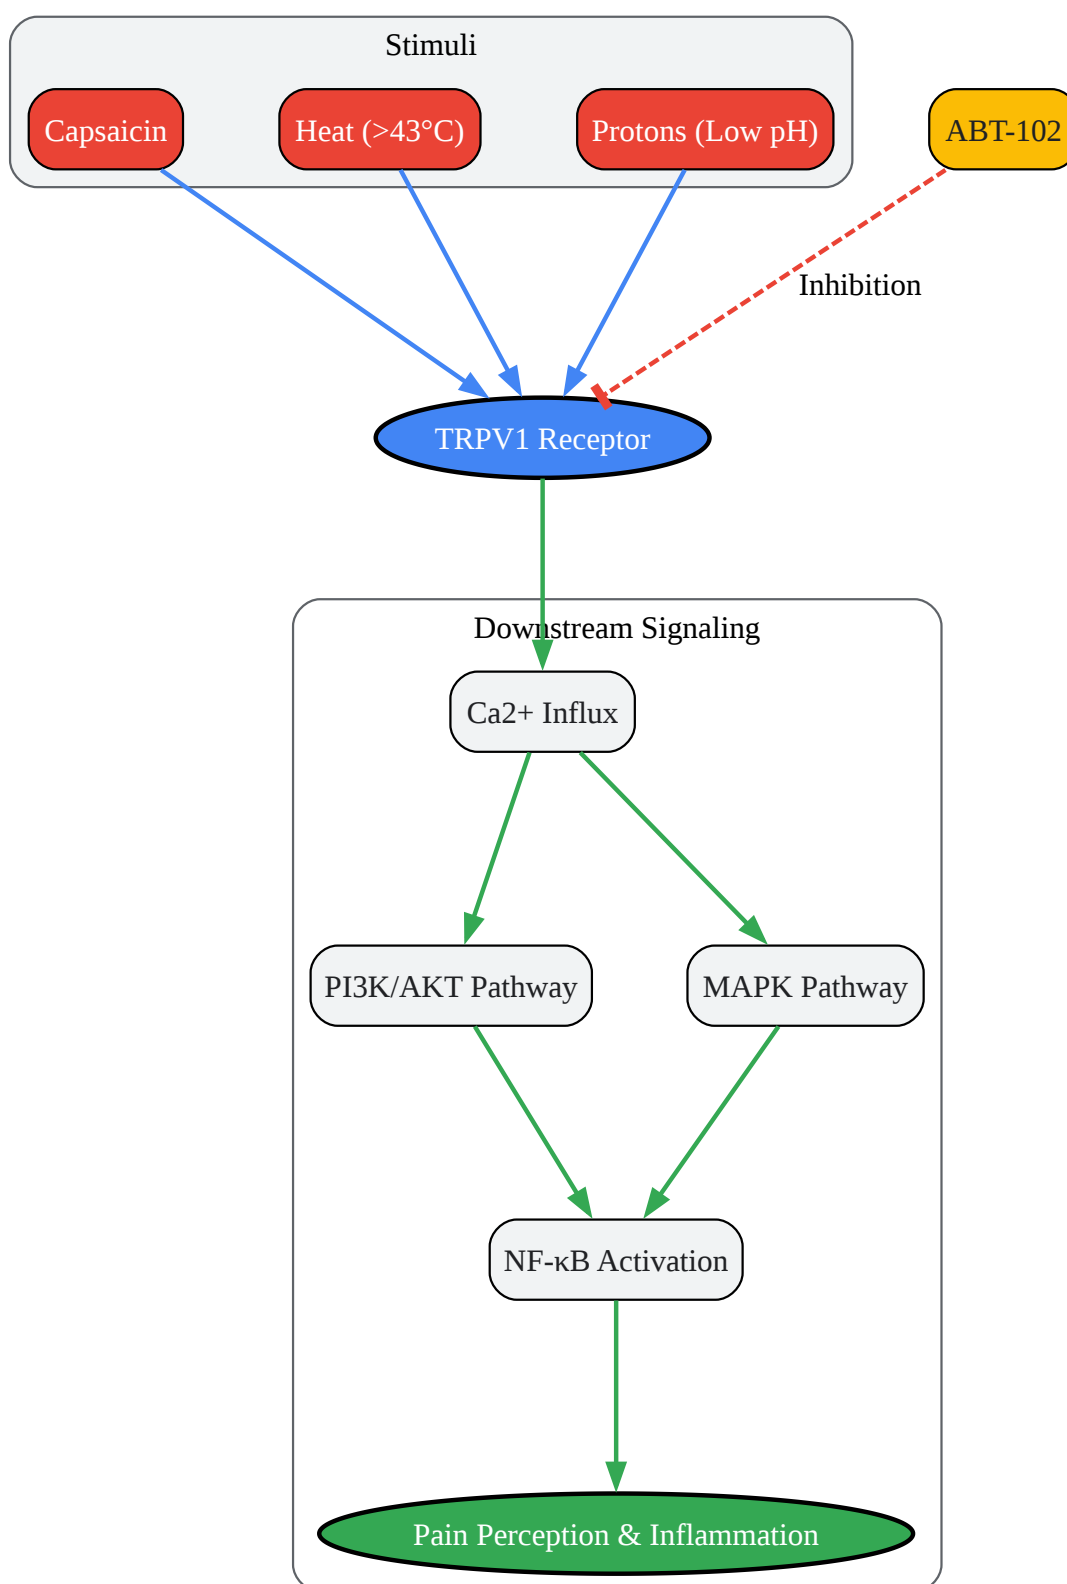 Stimuli
Capsaicin
Heat (>43°C)
Protons (Low pH)
ABT-102
Inhibition
TRPV1 Receptor
Downstream Signaling
Ca2+ Influx
PI3K/AKT Pathway
MAPK Pathway
NF-κB Activation
Pain Perception & Inflammation